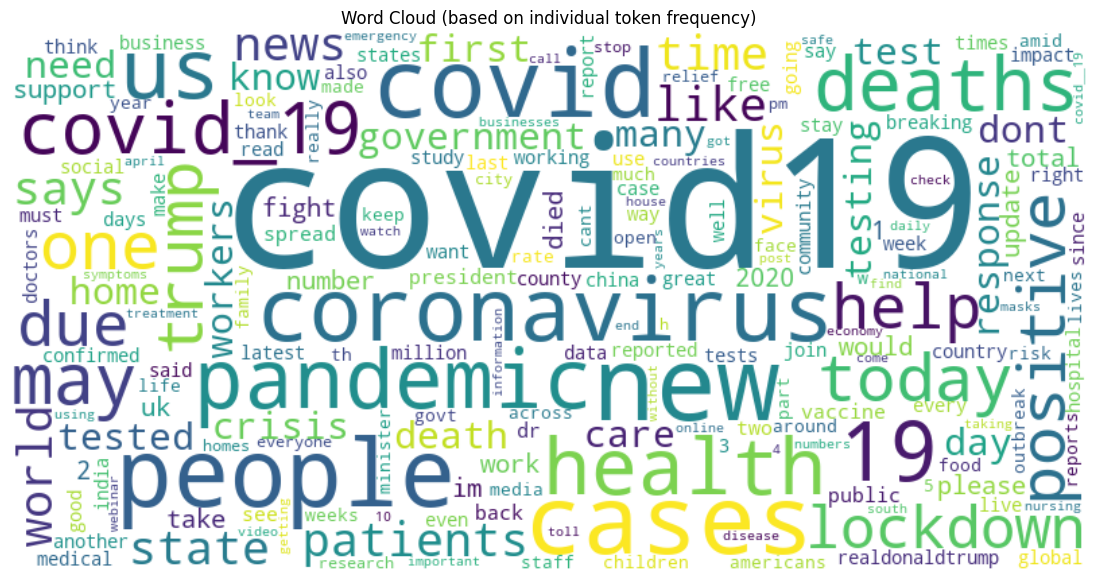 Word Cloud (based on individual token frequency)
think
business
us
news
emergency
states
first
call
stop
report
time
going
safe
say
test
times
amid
impact
covid__19
need
support
know
also
made
covid
relief
free
like
pm
deaths
year
look
team
thank
read
really
covid_19
government
businesses
many
got
virus
stay
breaking
dont
social
april
make
says
must
days
trump
workers
study
last
city
working
use
much
countries
case
way
house
covid19
check
community
testing
1
daily
week
response
update
total
right
since
fight
spread
keep
watch
want
rate
died
cant
open
well
years
face
post
one
doctors
symptoms
home
treatment
family
number
president
county
china
great
2020
w
national
find
next
masks
lives
positive
due
coronavirus
end
h
help
economy
confirmed
said
life
latest
th
million
information
data
reported
tests
join
would
come
country
risk
hospital
may
using
uk
pandemic
new
without
part
today
vaccine
every
outbreak
taking
world
tested
crisis
homes
everyone
govt
minister
across
death
dr
care
online
two
around
numbers
19
day
food
reports
2
india
good
webinar
people
im
work
media
health
3
4
public
5
please
live
nursing
another
medical
take
see
state
video
getting
weeks
10
patients
research
even
back
important
staff
toll
cases
disease
children
americans
south
lockdown
realdonaldtrump
global